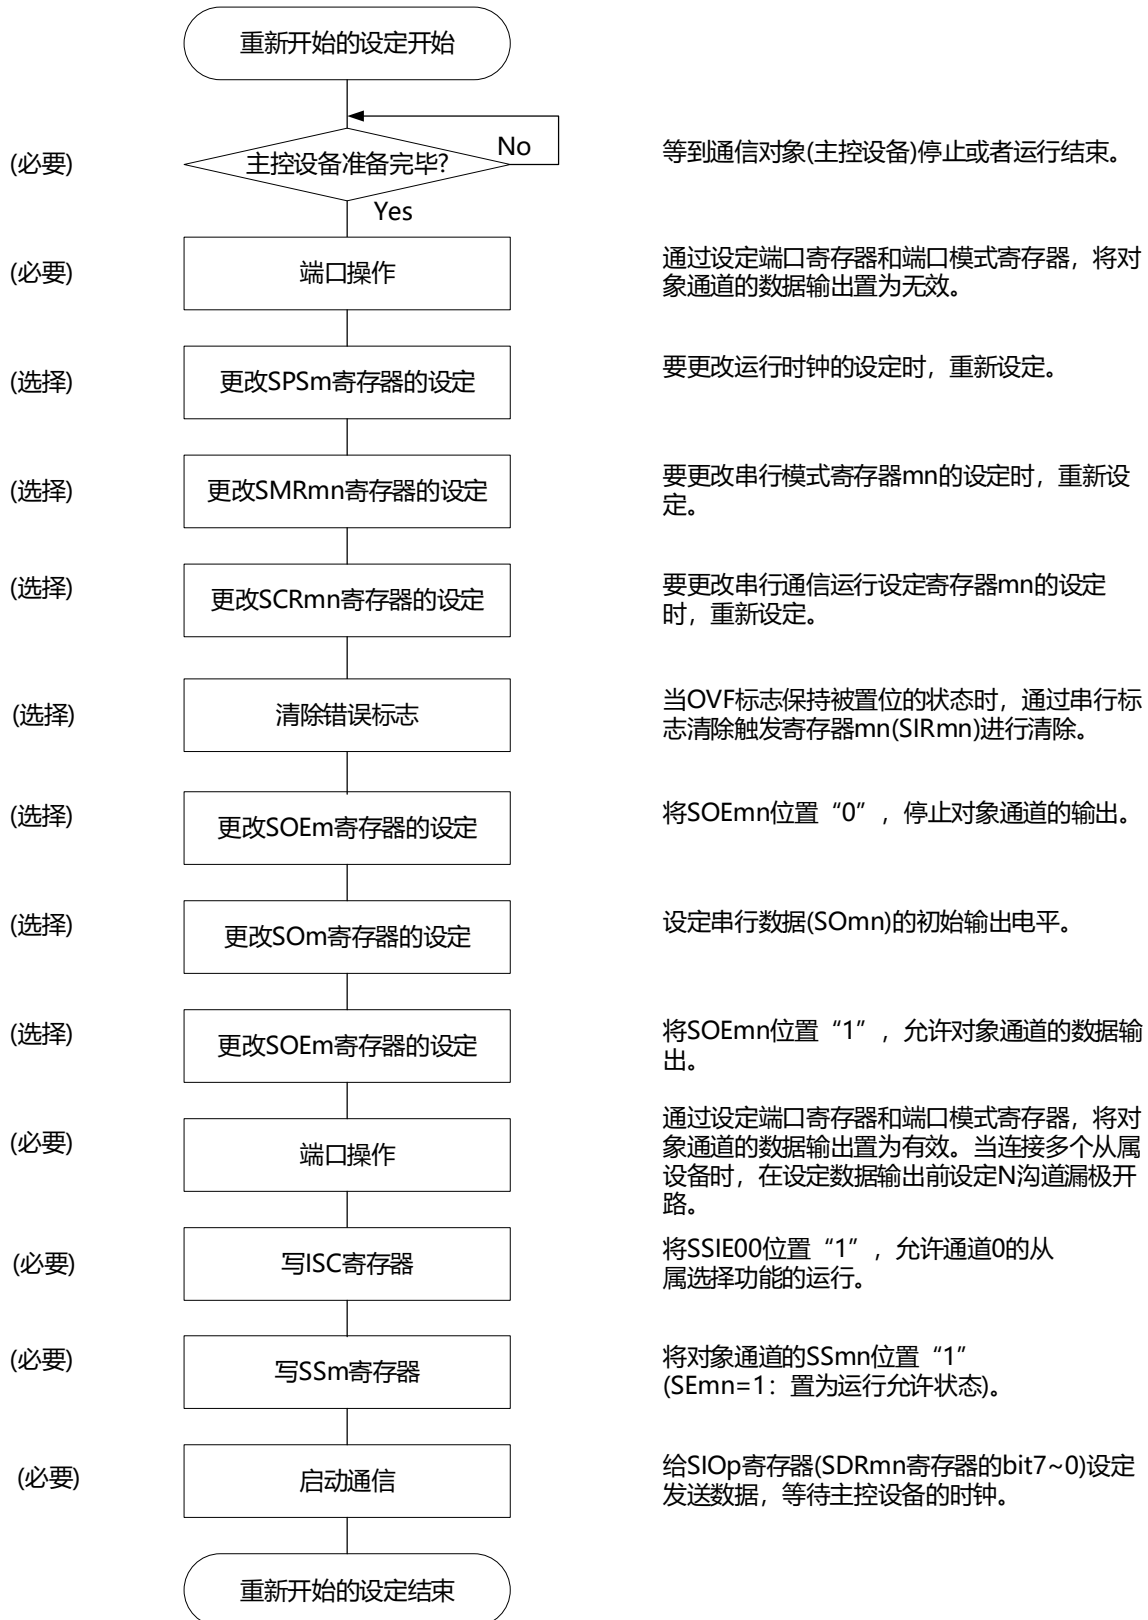 重新开始的设定开始
(必要)
主控设备准备完毕?
No
等到通信对象(主控设备)停止或者运行结束。
Yes
(必要)
端口操作
通过设定端口寄存器和端口模式寄存器，将对
象通道的数据输出置为无效。
(选择)
更改SPSm寄存器的设定
要更改运行时钟的设定时，重新设定。
(选择)
更改SMRmn寄存器的设定
要更改串行模式寄存器mn的设定时，重新设
定。
(选择)
更改SCRmn寄存器的设定
要更改串行通信运行设定寄存器mn的设定
时，重新设定。
(选择)
清除错误标志
当OVF标志保持被置位的状态时，通过串行标
志清除触发寄存器mn(SIRmn)进行清除。
(选择)
更改SOEm寄存器的设定
将SOEmn位置“0”，停止对象通道的输出。
(选择)
更改SOm寄存器的设定
设定串行数据(SOmn)的初始输出电平。
(选择)
更改SOEm寄存器的设定
将SOEmn位置“1”，允许对象通道的数据输
出。
(必要)
端口操作
通过设定端口寄存器和端口模式寄存器，将对
象通道的数据输出置为有效。当连接多个从属
设备时，在设定数据输出前设定N沟道漏极开
路。
(必要)
写ISC寄存器
将SSIE00位置“1”，允许通道0的从
属选择功能的运行。
(必要)
写SSm寄存器
将对象通道的SSmn位置“1”
(SEmn=1：置为运行允许状态)。
(必要)
启动通信
给SIOp寄存器(SDRmn寄存器的bit7~0)设定
发送数据，等待主控设备的时钟。
重新开始的设定结束